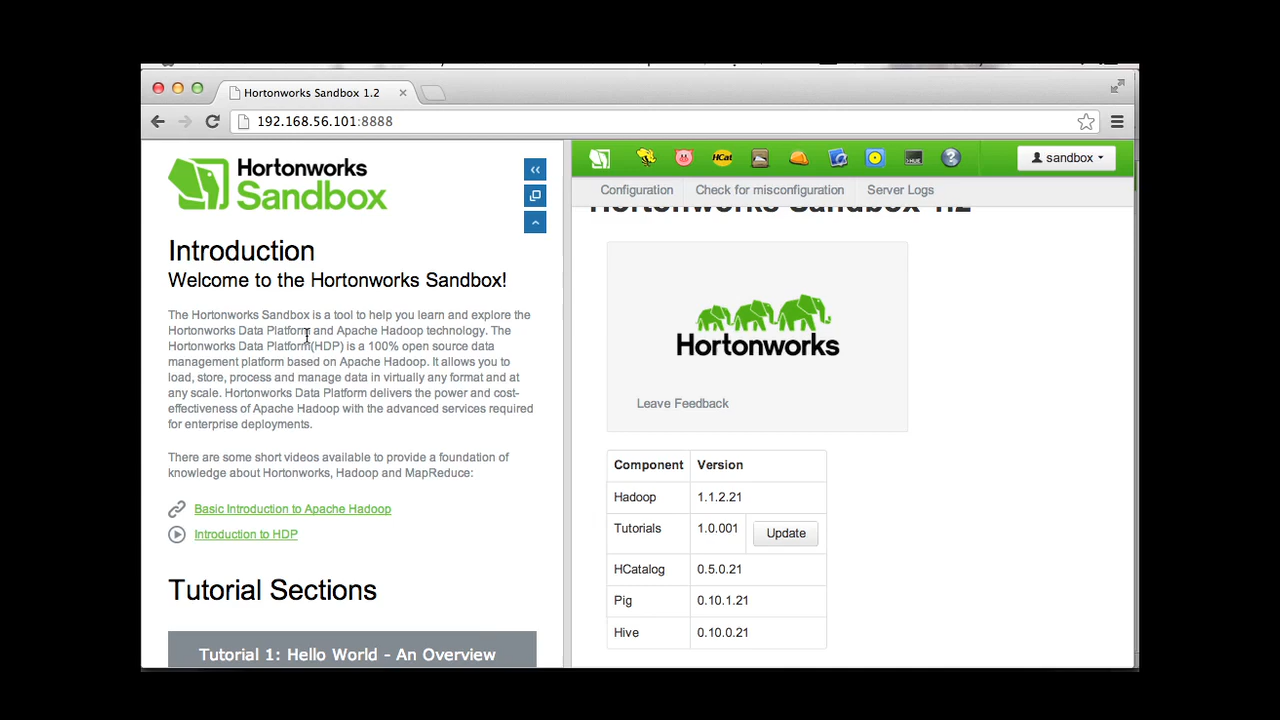 Hortonworks Sandbox 1.2
192.168.56.101:8888
Hortonworks
Sandbox
Introduction
Welcome to the Hortonworks Sandbox!
The Hortonworks Sandbox is a tool to help you learn and explore the
Hortonworks Data Platform and Apache Hadoop technology. The
Hortonworks Data Platform(HDP) is a 100% open source data
management platform based on Apache Hadoop. It allows you to
load, store, process and manage data in virtually any format and at
any scale. Hortonworks Data Platform delivers the power and cost-
effectiveness of Apache Hadoop with the advanced services required
for enterprise deployments.
There are some short videos available to provide a foundation of
knowledge about Hortonworks, Hadoop and MapReduce:
Basic Introduction to Apache Hadoop
Introduction to HDP
Tutorial Sections
Tutorial 1: Hello World - An Overview
HCat
sandbox
Configuration Check for misconfiguration Server Logs
Hortonworks Sandbox 1.2
Hortonworks
Leave Feedback
Component Version
Hadoop 1.1.2.21
Tutorials 1.0.001 Update
HCatalog 0.5.0.21
Pig 0.10.1.21
Hive 0.10.0.21